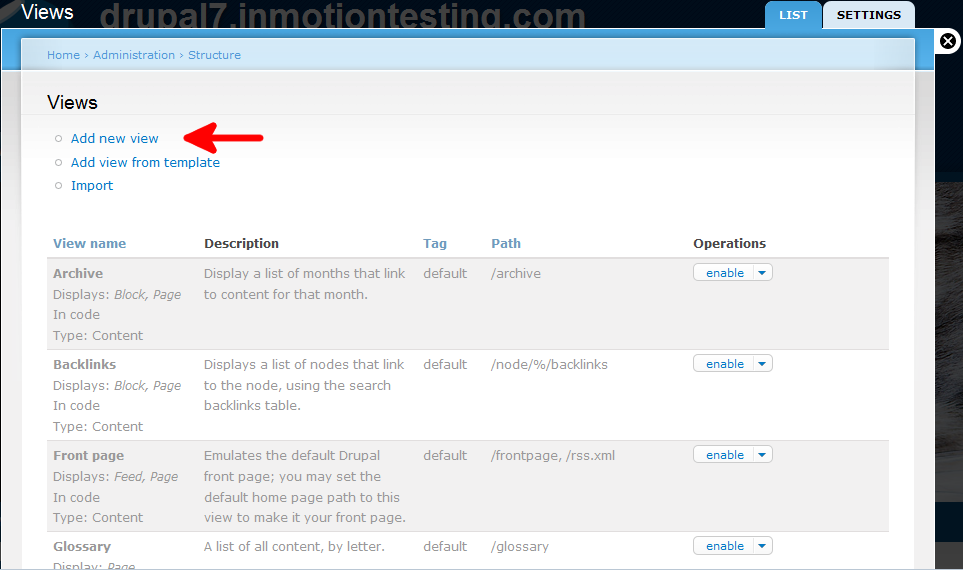 Views
drupal7.inmotiontesting.com
LIST
SETTINGS
Home › Administration › Structure
Views
Add new view
Add view from template
Import
View name Description Tag Path Operations
Archive Display a list of months that link default /archive enable
Displays: Block, Page to content for that month.
In code
Type: Content
Backlinks Displays a list of nodes that link default /node/%/backlinks enable
Displays: Block, Page to the node, using the search
In code backlinks table.
Type: Content
Front page Emulates the default Drupal default /frontpage, /rss.xml enable
Displays: Feed, Page front page; you may set the
In code default home page path to this
Type: Content view to make it your front page.
Glossary A list of all content, by letter. default /glossary enable
Displays: Page